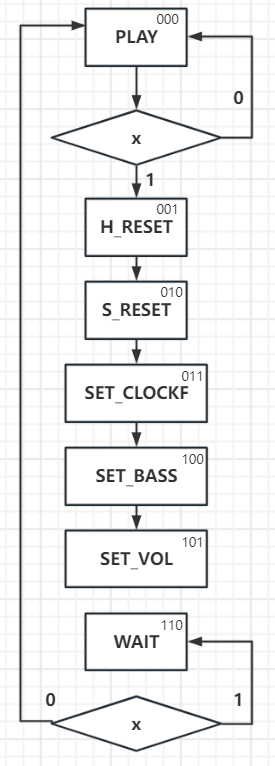 000
PLAY
0
x
1
001
H_RESET
010
S_RESET
011
SET_CLOCKF
100
SET_BASS
101
SET_VOL
110
WAIT
0
1
x